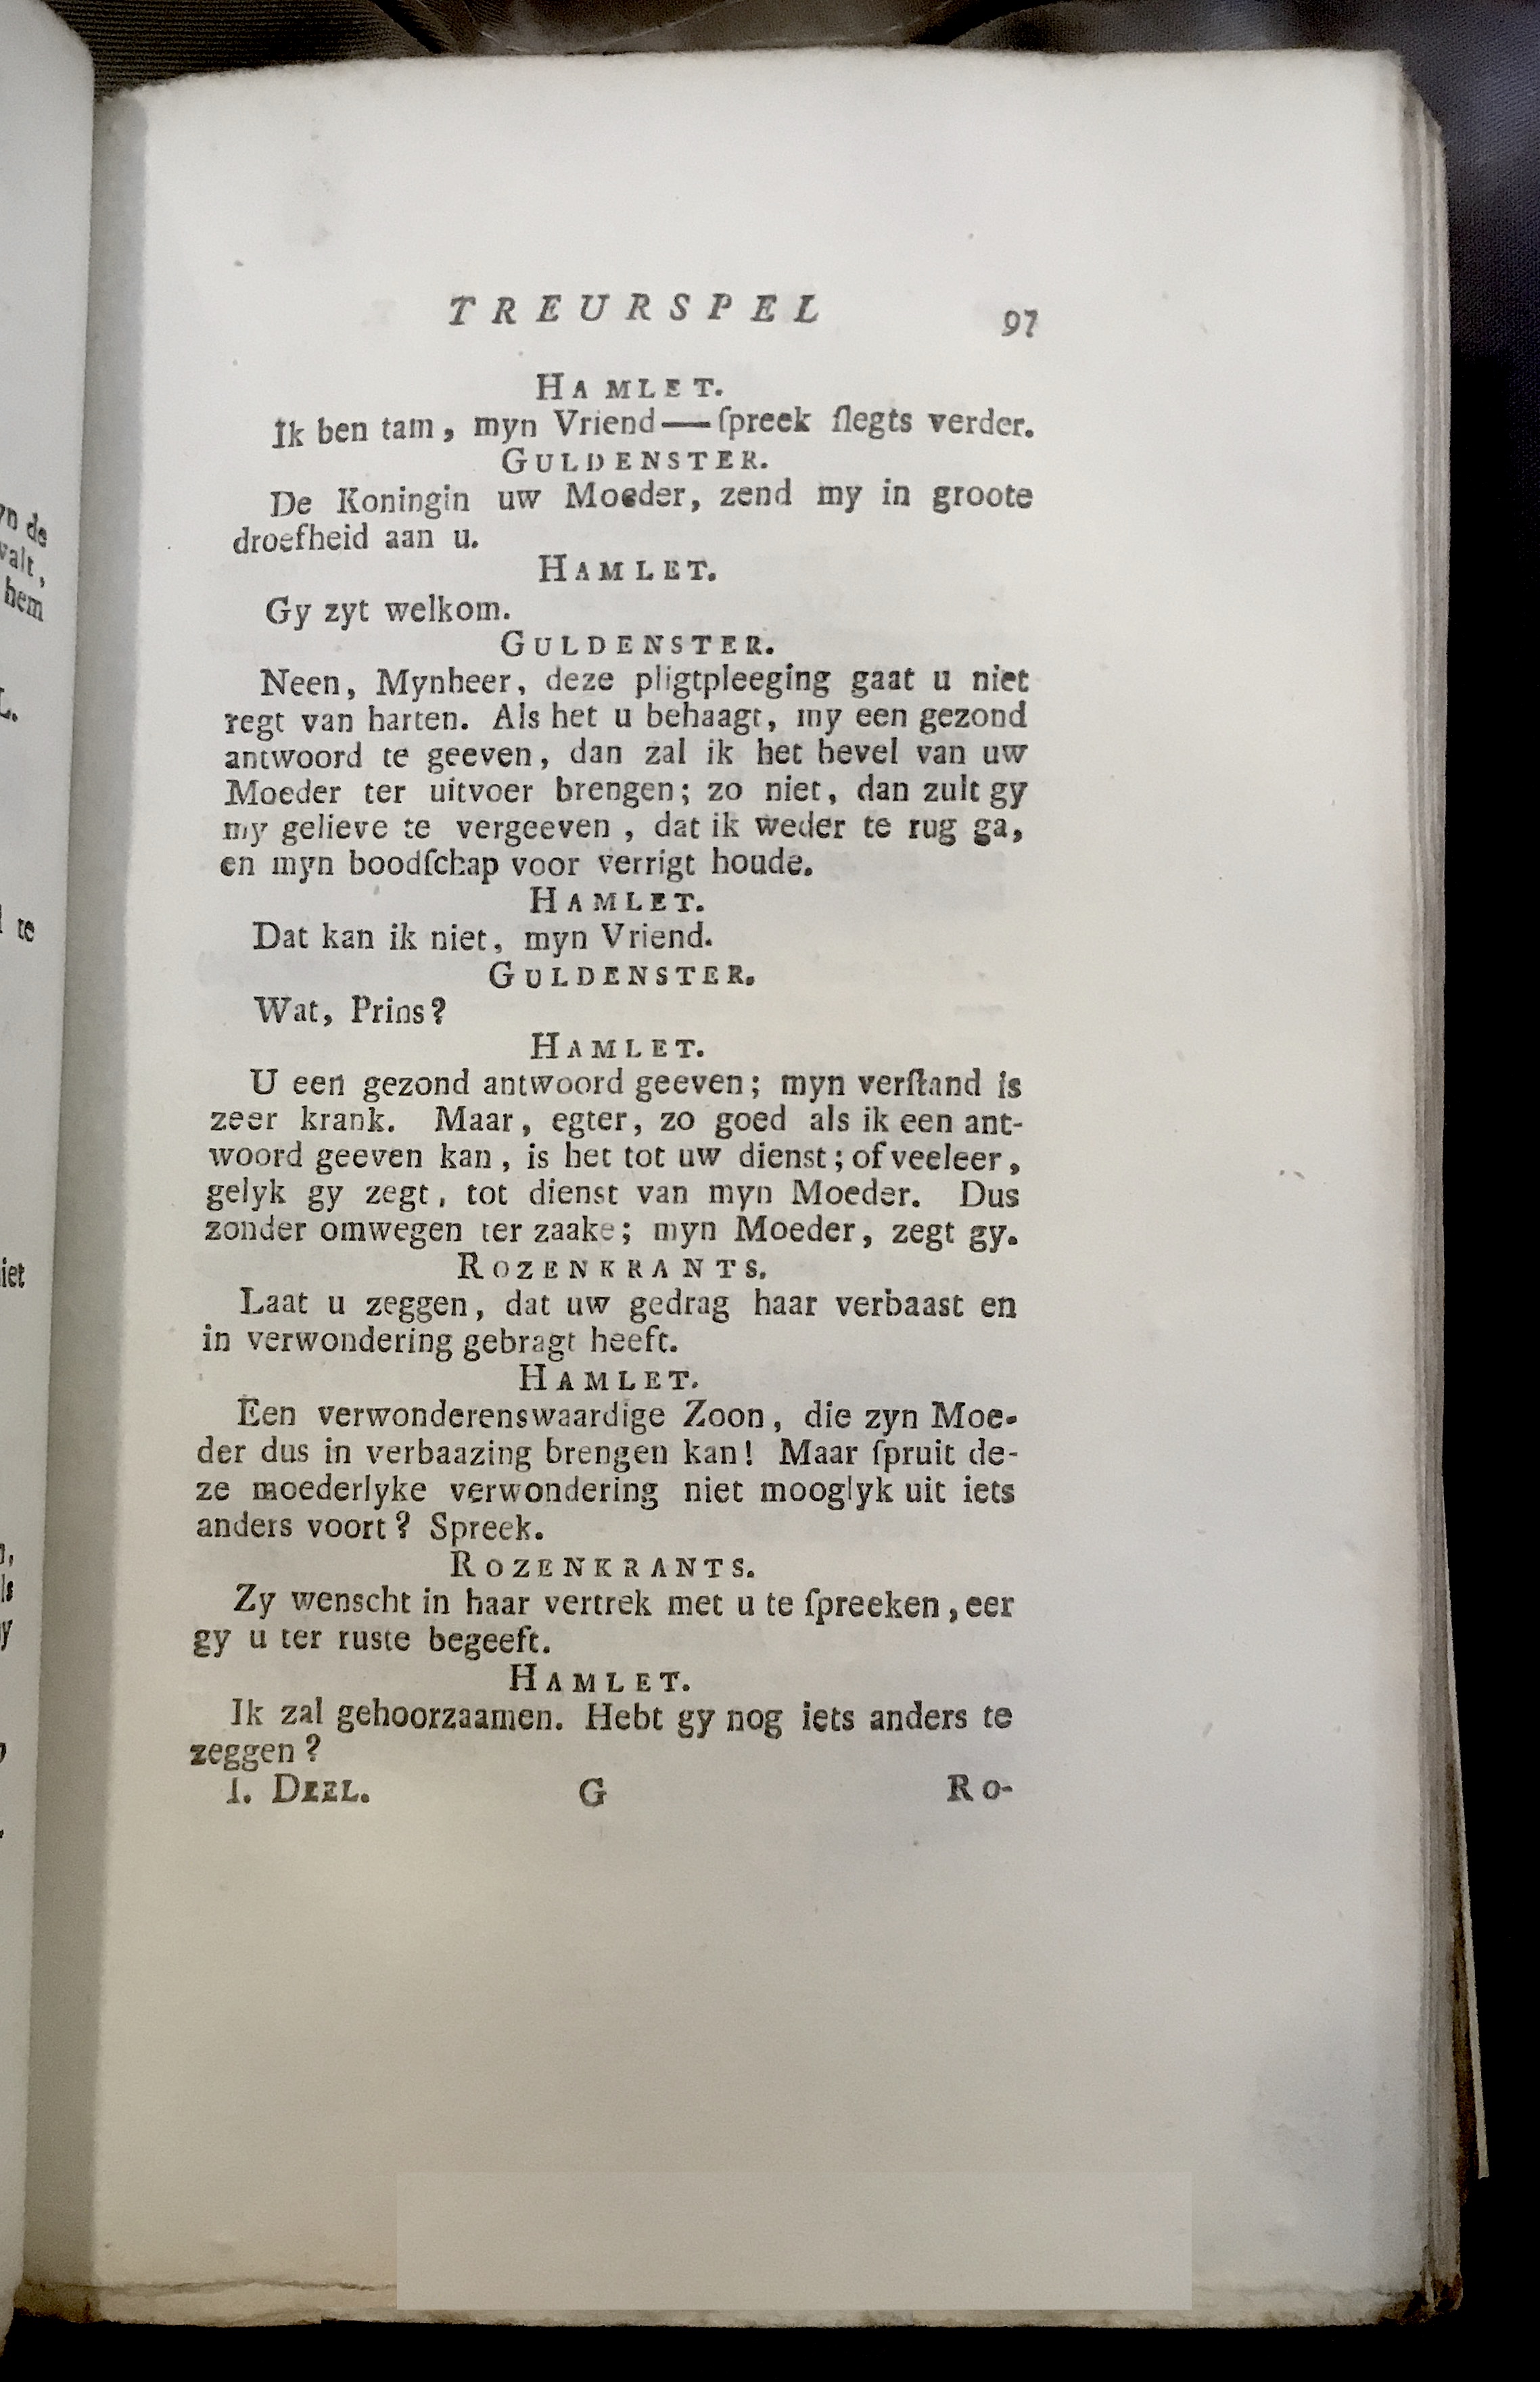 TREURSPEL 97
HAMLET.
Ik ben tam, myn Vriend—ſpreek ſlegts verder.
GULDENSTER.
De Koningin uw Moeder, zend my in groote
droefheid aan u.
HAMLET.
Gy zyt welkom.
GULDENSTER.
Neen, Mynheer, deze pligtpleeging gaat u niet
regt van harten. Als het u behaagt, my een gezond
antwoord te geeven, dan zal ik het bevel van uw
Moeder ter uitvoer brengen; zo niet, dan zult gy
my gelieve te vergeeven, dat ik weder te rug ga,
en myn boodſchap voor verrigt houde.
HAMLET.
Dat kan ik niet, myn Vriend.
GULDENSTER.
Wat, Prins?
HAMLET.
U een gezond antwoord geeven; myn verſtand is
zeer krank. Maar, egter, zo goed als ik een ant-
woord geeven kan, is het tot uw dienst; of veeleer,
gelyk gy zegt, tot dienst van myn Moeder. Dus
zonder omwegen ter zaake; myn Moeder, zegt gy.
ROZENKRANTS.
Laat u zeggen, dat uw gedrag haar verbaast en
in verwondering gebragt heeft.
HAMLET.
Een verwonderenswaardige Zoon, die zyn Moe-
der dus in verbaazing brengen kan! Maar ſpruit de-
ze moederlyke verwondering niet mooglyk uit iets
anders voort? Spreek.
ROZENKRANTS.
Zy wenscht in haar vertrek met u te ſpreeken, eer
gy u ter ruste begeeft.
HAMLET.
Ik zal gehoorzaamen. Hebt gy nog iets anders te
zeggen?
I. DEEL. G Ro-